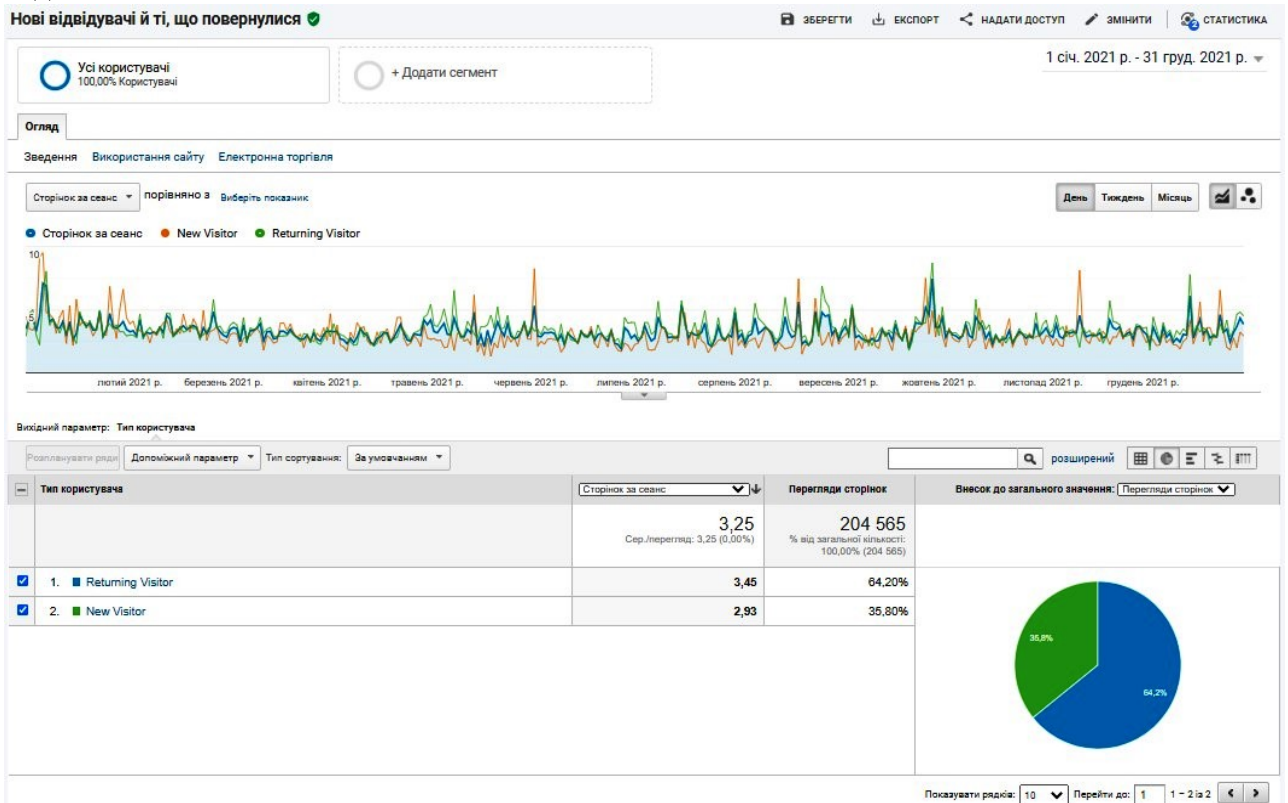 Нові відвідувачі й ті, що повернулися
ЗБЕРЕГТИ ЕКСПОРТ НАДАТИ ДОСТУП ЗМІНИТИ 2 СТАТИСТИКА
Усі користувачі
100,00% Користувачі
+ Додати сегмент
1 січ. 2021 р. - 31 груд. 2021 р.
Огляд
Зведення Використання сайту Електронна торгівля
Сторінок за сеанс порівняно з Виберіть показник
День Тиждень Місяць
Сторінок за сеанс New Visitor Returning Visitor
10
5
лютий 2021 р. березень 2021 р. квітень 2021 р. травень 2021 р. червень 2021 р. липень 2021 р. серпень 2021 р. вересень 2021 р. жовтень 2021 р. листопад 2021 р. грудень 2021 р.
Вихідний параметр: Тип користувача
Розпланувати ряди Допоміжний параметр Тип сортування: За умовчанням розширений
Тип користувача Сторінок за сеанс Перегляди сторінок Внесок до загального значення: Перегляди сторінок
3,25 204 565
Сер./перегляд: 3,25 (0,00%) % від загальної кількості:
100,00% (204 565)
1. Returning Visitor 3,45 64,20%
2. New Visitor 2,93 35,80%
35,8%
64,2%
Показувати рядків: 10 Перейти до: 1 1 – 2 із 2